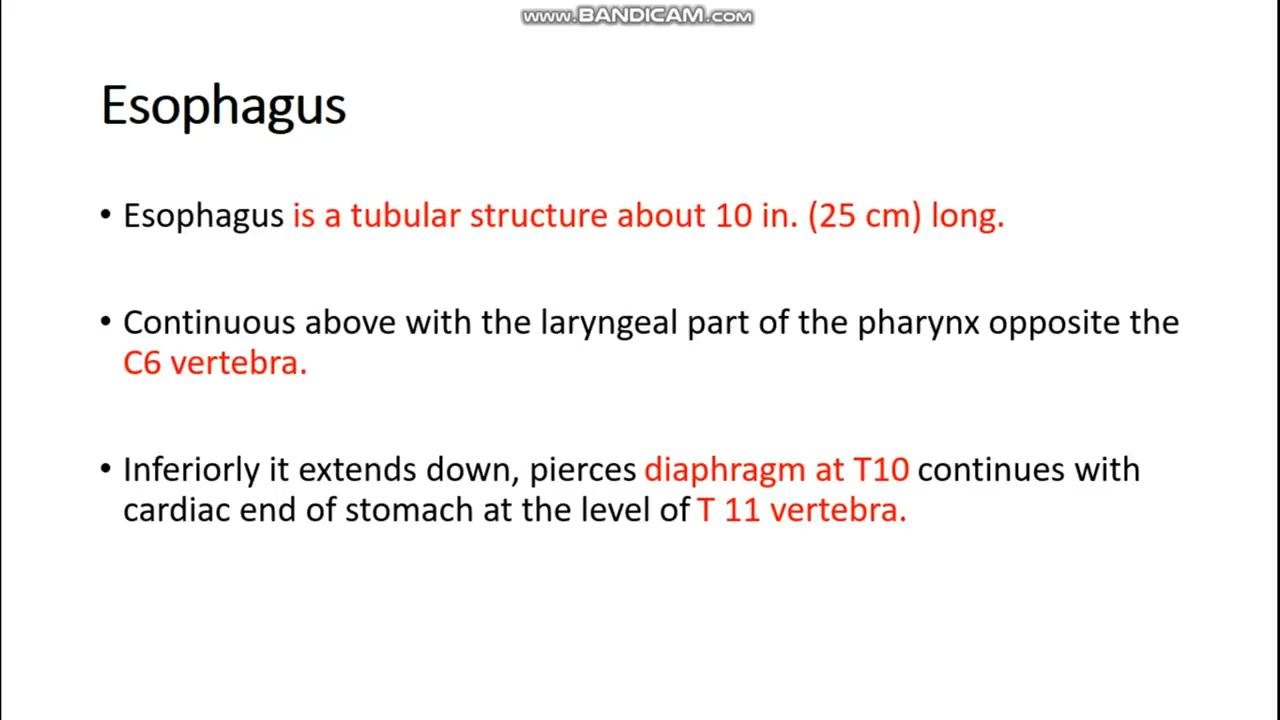 www.BANDICAM.com
Esophagus
• Esophagus is a tubular structure about 10 in. (25 cm) long.
• Continuous above with the laryngeal part of the pharynx opposite the
C6 vertebra.
• Inferiorly it extends down, pierces diaphragm at T10 continues with
cardiac end of stomach at the level of T 11 vertebra.